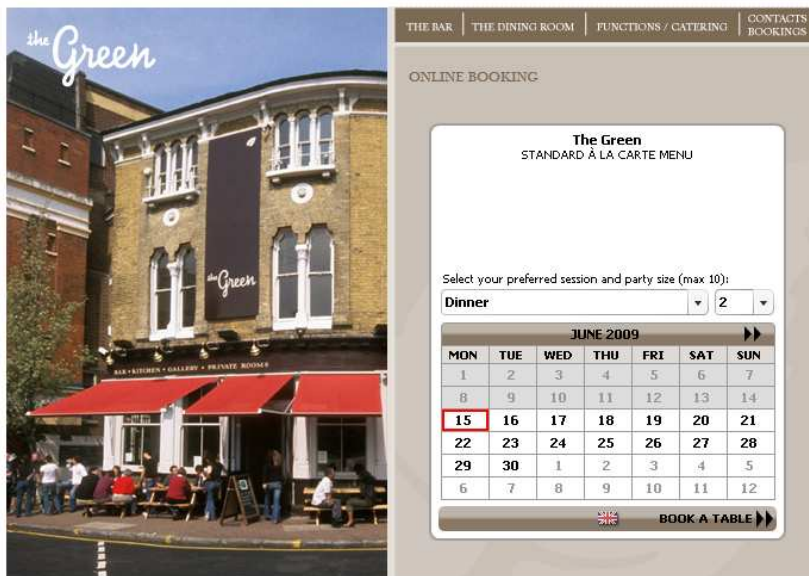 the Green
THE BAR
THE DINING ROOM
FUNCTIONS / CATERING
CONTACTS
BOOKINGS
ONLINE BOOKING
The Green
STANDARD À LA CARTE MENU
the Green
BAR • KITCHEN • GALLERY • PRIVATE ROOMS
Select your preferred session and party size (max 10):
Dinner 2
JUNE 2009
MON TUE WED THU FRI SAT SUN
1 2 3 4 5 6 7
8 9 10 11 12 13 14
15 16 17 18 19 20 21
22 23 24 25 26 27 28
29 30 1 2 3 4 5
6 7 8 9 10 11 12
BOOK A TABLE